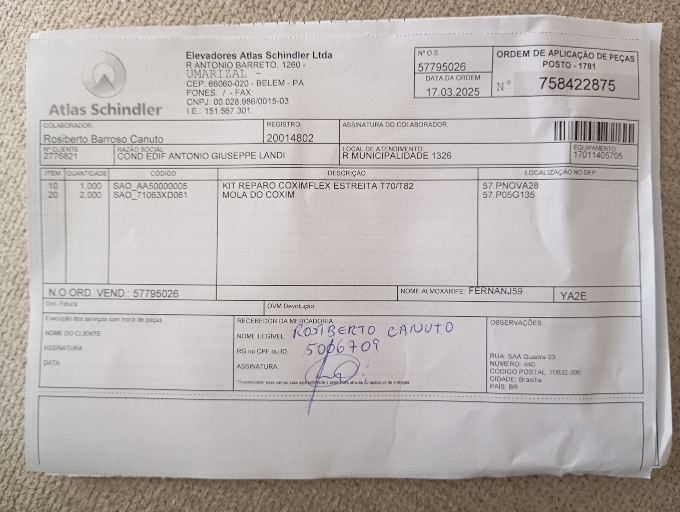 Elevadores Atlas Schindler Ltda
R ANTONIO BARRETO, 1260 -
UMARIZAL -
CEP: 66060-020 - BELEM - PA
FONES: / - FAX:
CNPJ: 00.028.986/0015-03
I.E.: 151.567.301
Atlas Schindler
Nº O.S
57795026
DATA DA ORDEM
17.03.2025
ORDEM DE APLICAÇÃO DE PEÇAS
POSTO - 1781
N° 758422875
COLABORADOR
Rosiberto Barroso Canuto
REGISTRO
20014802
ASSINATURA DO COLABORADOR
Nº CLIENTE
2776821
RAZÃO SOCIAL
COND EDIF ANTONIO GIUSEPPE LANDI
LOCAL DE ATENDIMENTO
R MUNICIPALIDADE 1326
EQUIPAMENTO
17011405705
ITEM QUANTIDADE CÓDIGO DESCRIÇÃO LOCALIZAÇÃO NO DEP
10 1,000 SAO_AA50000005 KIT REPARO COXIMFLEX ESTREITA T70/T82 57.PNOVA28
20 2,000 SAO_71063XD061 MOLA DO COXIM 57.P05G135
N.O ORD. VEND.: 57795026
NOME ALMOXARIFE: FERNANJ59
YA2E
Doc. Fatura
OVM Devolução
Execução dos serviços com troca de peças
NOME DO CLIENTE
ASSINATURA
DATA
RECEBEDOR DA MERCADORIA
NOME LEGÍVEL: ROSIBERTO CANUTO
RG ou CPF ou ID: 5006709
ASSINATURA:
OBSERVAÇÕES
RUA: SAA Quadra 03
NÚMERO: 440
CÓDIGO POSTAL: 70632-300
CIDADE: Brasília
PAÍS: BR